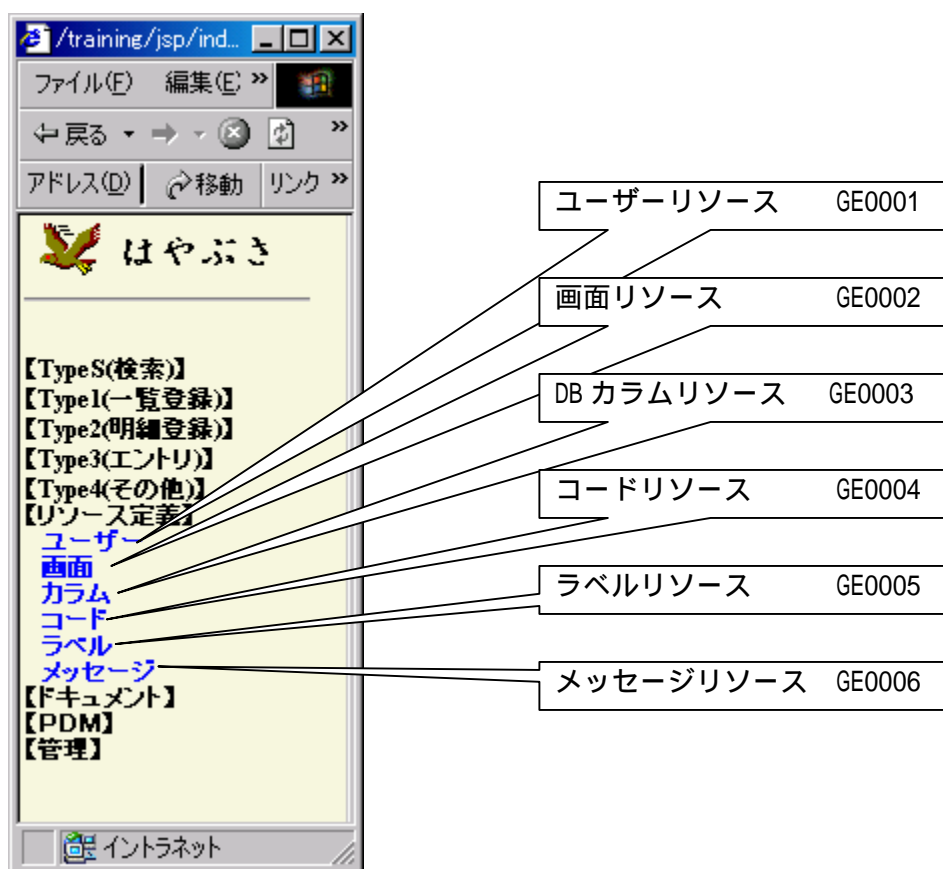 /training/jsp/ind...
ファイル(F) 編集(E) »
戻る »
アドレス(D) 移動 リンク »
はやぶさ
【TypeS(検索)】
【Type1(一覧登録)】
【Type2(明細登録)】
【Type3(エントリ)】
【Type4(その他)】
【リソース定義】
ユーザー
画面
カラム
コード
ラベル
メッセージ
【ドキュメント】
【PDM】
【管理】
イントラネット
ユーザーリソース GE0001
画面リソース GE0002
DB カラムリソース GE0003
コードリソース GE0004
ラベルリソース GE0005
メッセージリソース GE0006